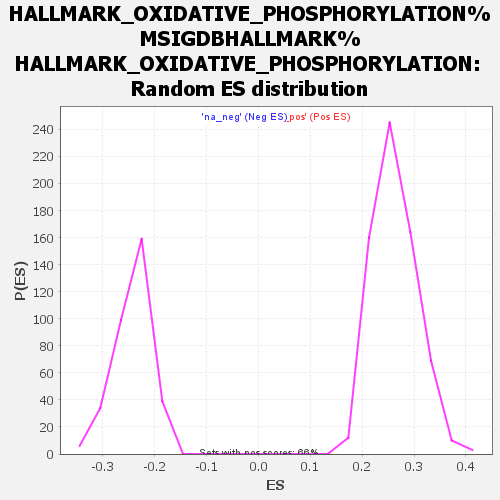 HALLMARK_OXIDATIVE_PHOSPHORYLATION%
MSIGDBHALLMARK%
HALLMARK_OXIDATIVE_PHOSPHORYLATION:
Random ES distribution
'na_neg' (Neg ES) pos' (Pos ES)
240
220
200
180
160
140
120
100
80
60
40
20
0
P(ES)
Sets with pos scores: 66%
-0.3 -0.2 -0.1 0.0 0.1 0.2 0.3 0.4
ES